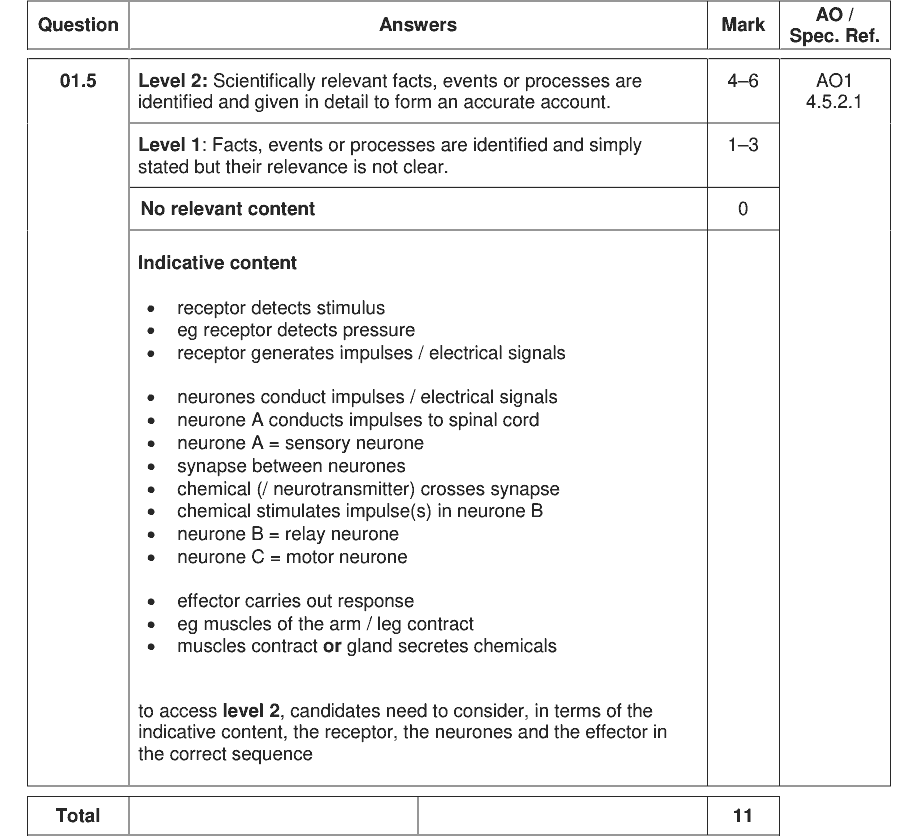 Question Answers Mark AO /
Spec. Ref.
01.5 Level 2: Scientifically relevant facts, events or processes are 4–6 AO1
identified and given in detail to form an accurate account. 4.5.2.1
Level 1: Facts, events or processes are identified and simply 1–3
stated but their relevance is not clear.
No relevant content 0
Indicative content
• receptor detects stimulus
• eg receptor detects pressure
• receptor generates impulses / electrical signals
• neurones conduct impulses / electrical signals
• neurone A conducts impulses to spinal cord
• neurone A = sensory neurone
• synapse between neurones
• chemical (/ neurotransmitter) crosses synapse
• chemical stimulates impulse(s) in neurone B
• neurone B = relay neurone
• neurone C = motor neurone
• effector carries out response
• eg muscles of the arm / leg contract
• muscles contract or gland secretes chemicals
to access level 2, candidates need to consider, in terms of the
indicative content, the receptor, the neurones and the effector in
the correct sequence
Total 11